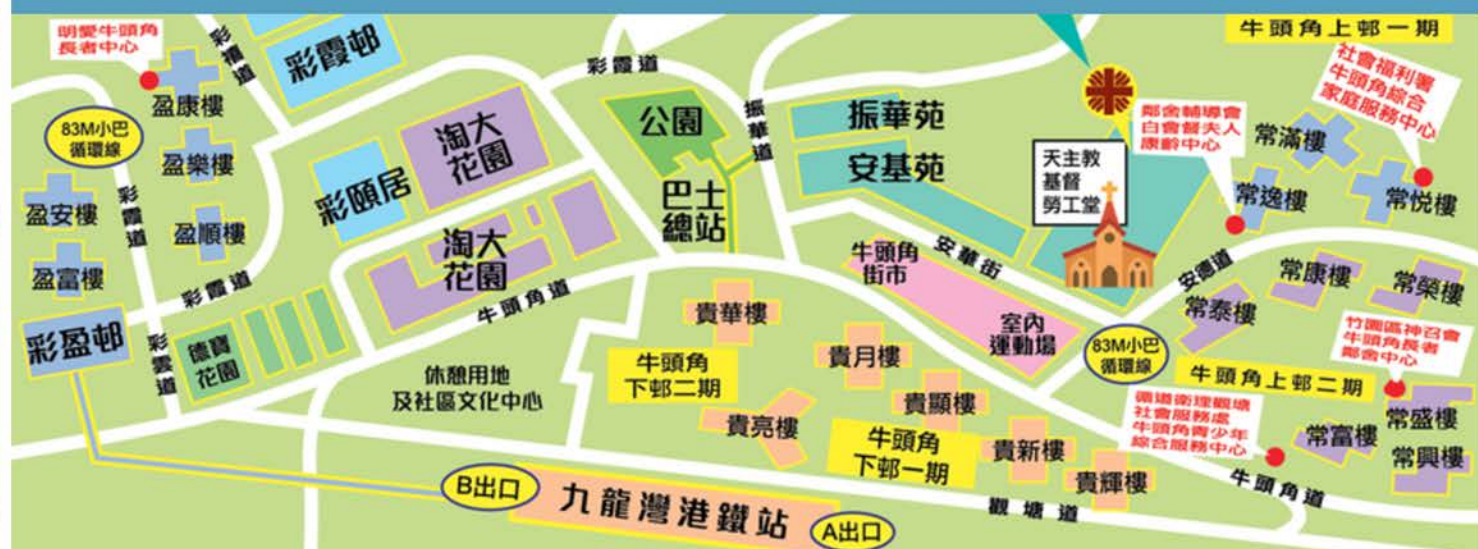 明愛牛頭角
長者中心
彩禧道
彩霞邨
彩霞道
牛頭角上邨一期
社會福利署
牛頭角綜合
家庭服務中心
盈康樓
83M小巴
循環線
淘大
花園
公園
振華道
振華苑
鄰舍輔導會
白會督夫人
康齡中心
常滿樓
盈樂樓
彩頤居
巴士
總站
安基苑
天主教
基督
勞工堂
常逸樓
常悅樓
盈安樓
彩霞道
盈順樓
淘大
花園
牛頭角
街市
安華街
安德道
常康樓
常榮樓
盈富樓
彩霞道
牛頭角道
貴華樓
常泰樓
彩盈邨
彩雲道
德寶
花園
室內
運動場
83M小巴
循環線
竹園區神召會
牛頭角長者
鄰舍中心
休憩用地
及社區文化中心
牛頭角
下邨二期
貴月樓
牛頭角上邨二期
貴亮樓
貴顯樓
循道衛理觀塘
社會服務處
牛頭角青少年
綜合服務中心
常盛樓
常富樓
牛頭角
下邨一期
貴新樓
常興樓
貴輝樓
牛頭角道
B出口
九龍灣港鐵站
A出口
觀塘道